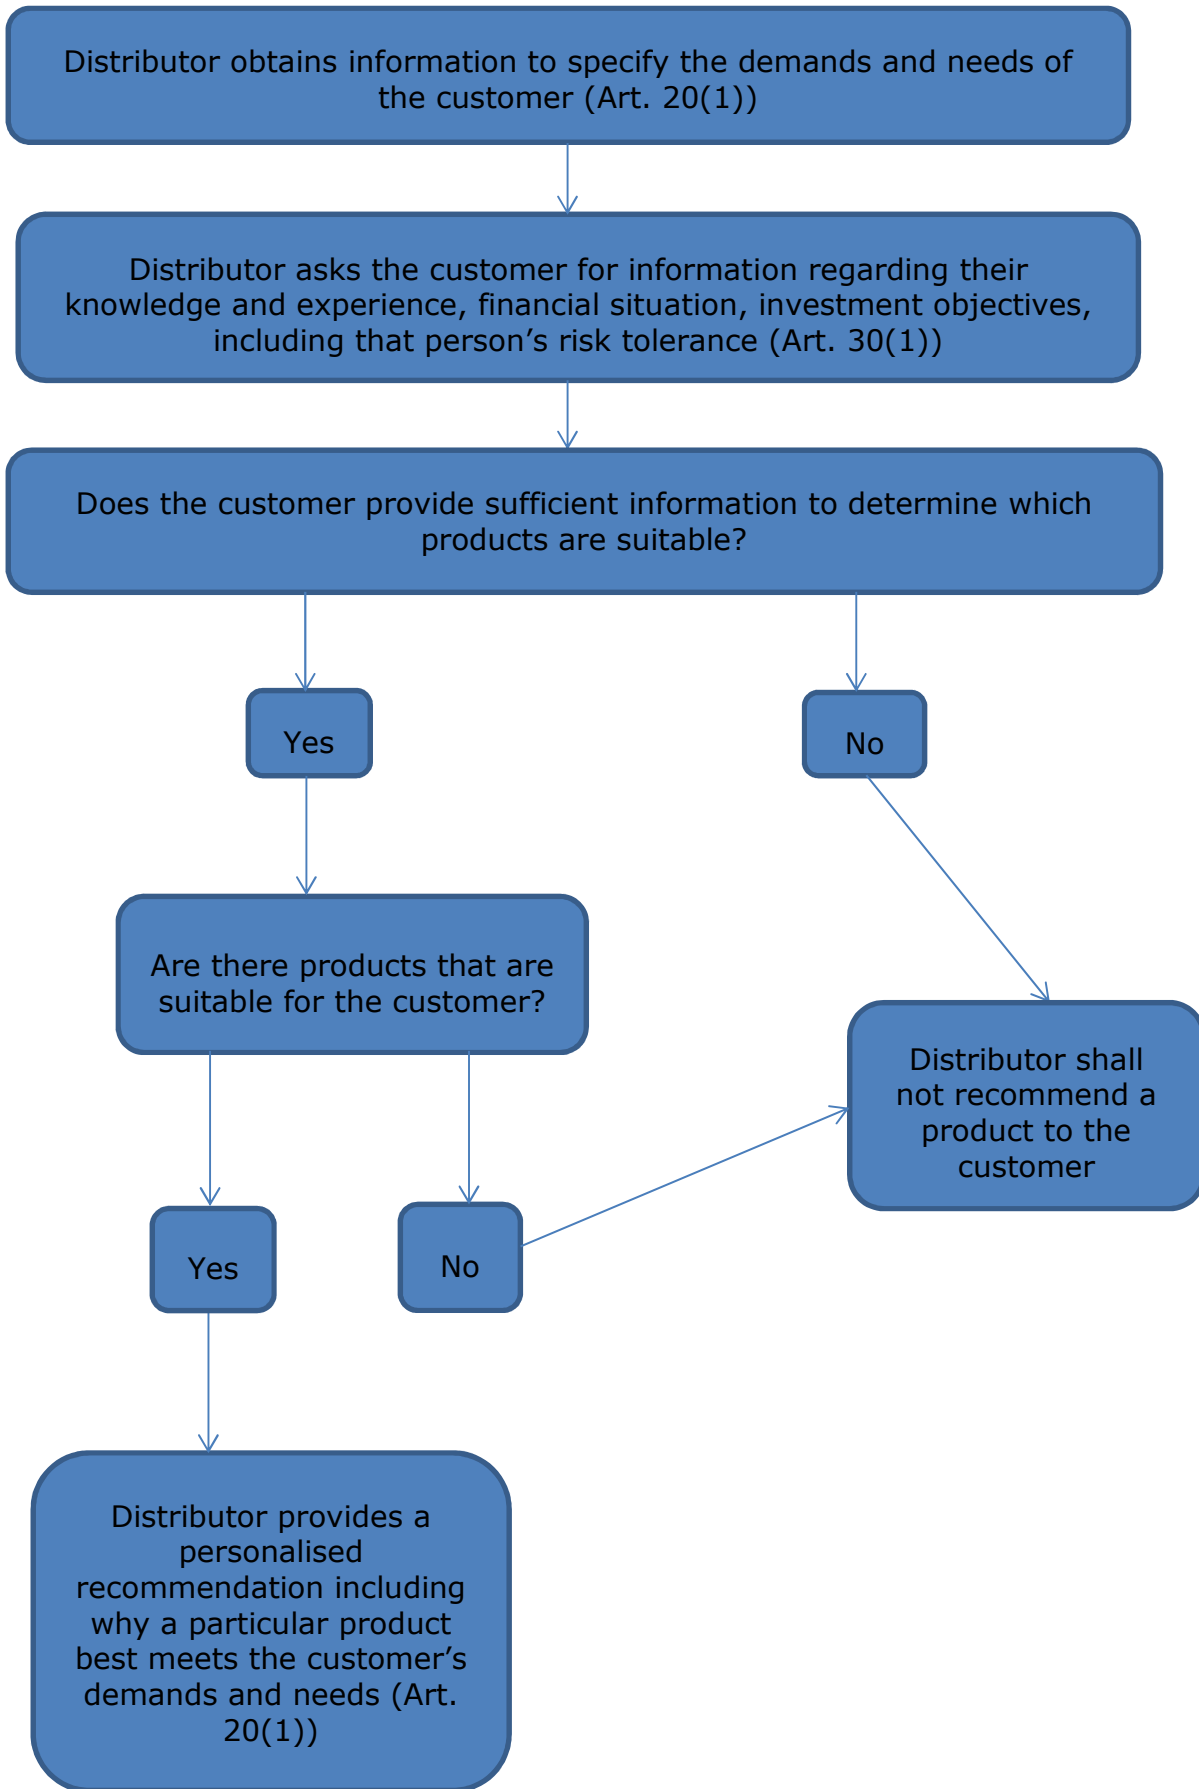 Distributor obtains information to specify the demands and needs of
the customer (Art. 20(1))
Distributor asks the customer for information regarding their
knowledge and experience, financial situation, investment objectives,
including that person’s risk tolerance (Art. 30(1))
Does the customer provide sufficient information to determine which
products are suitable?
Yes
No
Are there products that are
suitable for the customer?
Distributor shall
not recommend a
product to the
customer
Yes
No
Distributor provides a
personalised
recommendation including
why a particular product
best meets the customer’s
demands and needs (Art.
20(1))